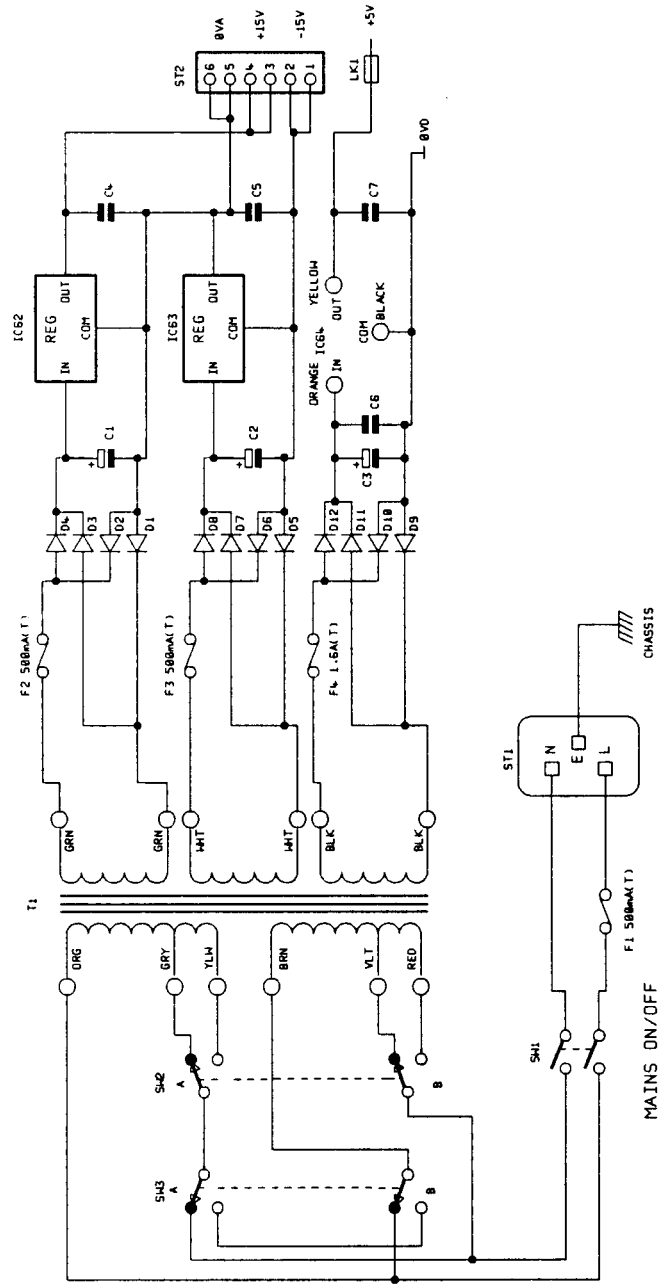 T1
ORG
GRY
YLW
BRN
VLT
RED
SW2
A
B
SW3
A
B
GRN
GRN
WHT
WHT
BLK
BLK
F2 500mA(T)
F3 500mA(T)
F4 1.6A(T)
D4
D3
D2
D1
D8
D7
D6
D5
D12
D11
D10
D9
+
C1
+
C2
+
C3
C6
IC62
REG
IN
OUT
COM
IC63
REG
IN
OUT
COM
ORANGE
IC64
YELLOW
IN
OUT
COM
BLACK
C4
C5
C7
ST2
6
5
4
3
2
1
0VA
+15V
-15V
LK1
+5V
0VD
ST1
N
E
L
CHASSIS
F1 500mA(T)
SW1
MAINS ON/OFF